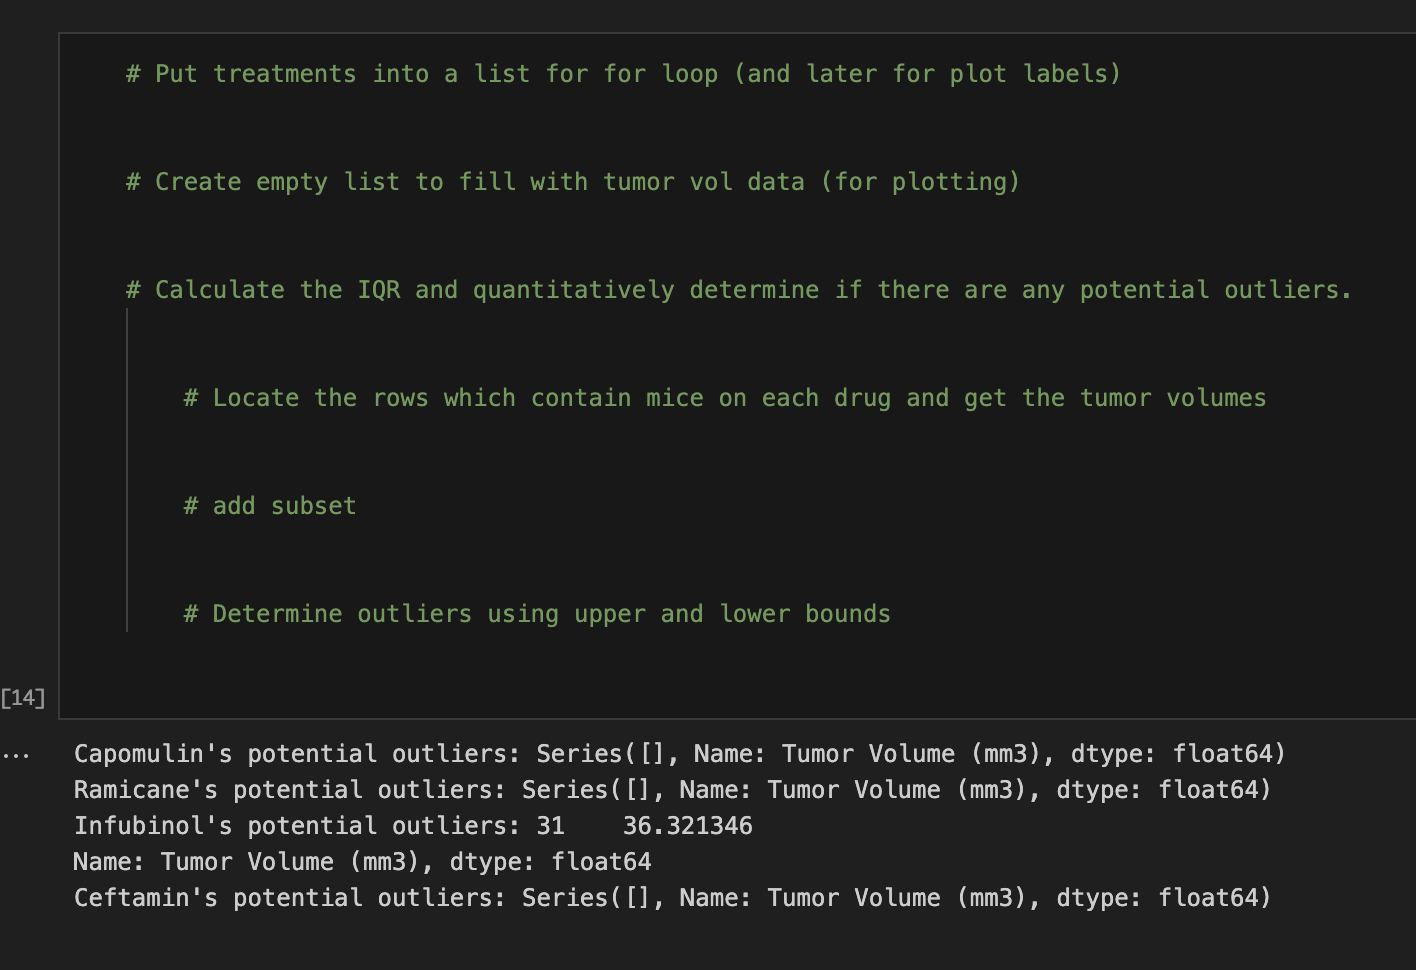 # Put treatments into a list for for loop (and later for plot labels)
# Create empty list to fill with tumor vol data (for plotting)
# Calculate the IQR and quantitatively determine if there are any potential outliers.
# Locate the rows which contain mice on each drug and get the tumor volumes
# add subset
# Determine outliers using upper and lower bounds
[14]
... Capomulin's potential outliers: Series([], Name: Tumor Volume (mm3), dtype: float64)
Ramicane's potential outliers: Series([], Name: Tumor Volume (mm3), dtype: float64)
Infubinol's potential outliers: 31    36.321346
Name: Tumor Volume (mm3), dtype: float64
Ceftamin's potential outliers: Series([], Name: Tumor Volume (mm3), dtype: float64)